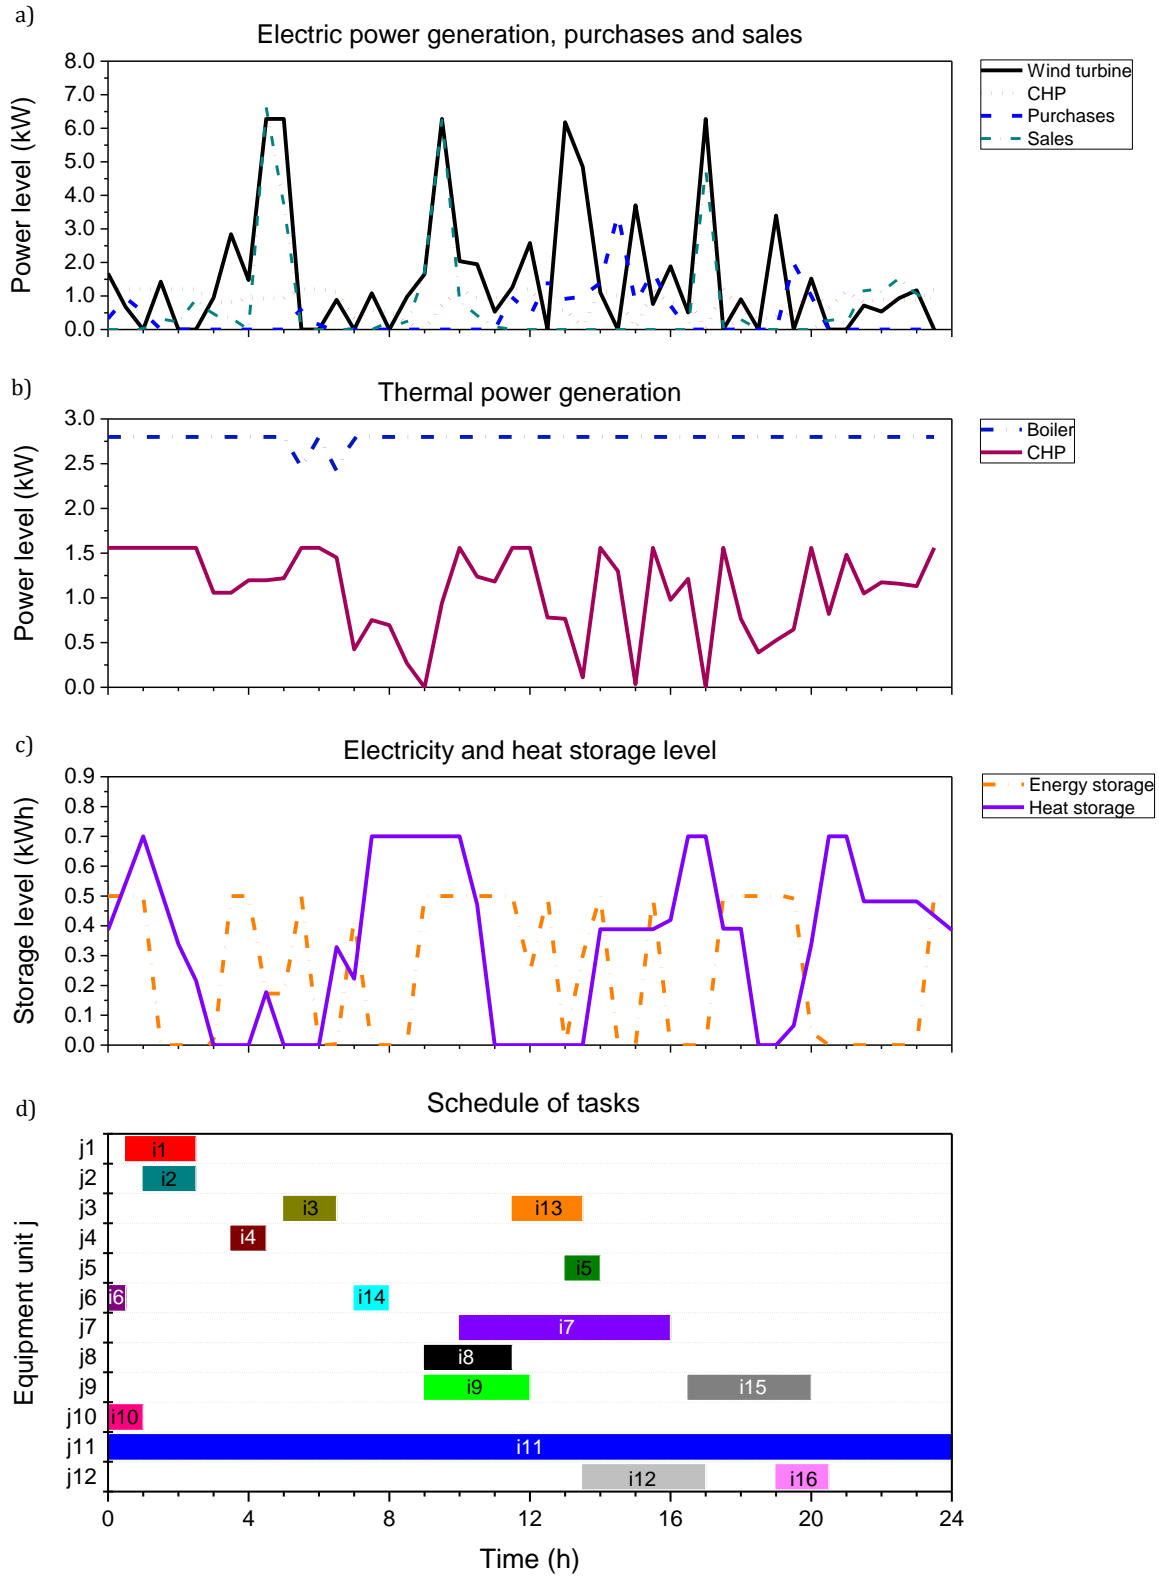 a)
Electric power generation, purchases and sales
Power level (kW)
8.0
7.0
6.0
5.0
4.0
3.0
2.0
1.0
0.0
Wind turbine
CHP
Purchases
Sales
b)
Thermal power generation
Power level (kW)
3.0
2.5
2.0
1.5
1.0
0.5
0.0
Boiler
CHP
c)
Electricity and heat storage level
Storage level (kWh)
0.9
0.8
0.7
0.6
0.5
0.4
0.3
0.2
0.1
0.0
Energy storage
Heat storage
d)
Schedule of tasks
Equipment unit j
j1 i1
j2 i2
j3 i3 i13
j4 i4
j5 i5
j6 i6 i14
j7 i7
j8 i8
j9 i9 i15
j10 i10
j11 i11
j12 i12 i16
0 4 8 12 16 20 24
Time (h)